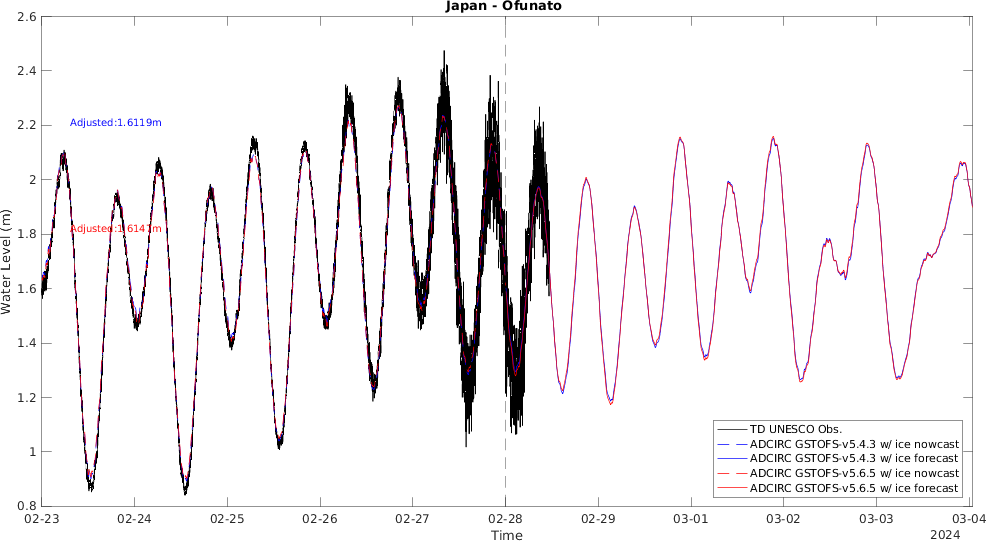 Japan - Ofunato
2.6
2.4
2.2
2
1.8
1.6
1.4
1.2
1
0.8
Water Level (m)
Adjusted:1.6119m
Adjusted:1.6147m
TD UNESCO Obs.
ADCIRC GSTOFS-v5.4.3 w/ ice nowcast
ADCIRC GSTOFS-v5.4.3 w/ ice forecast
ADCIRC GSTOFS-v5.6.5 w/ ice nowcast
ADCIRC GSTOFS-v5.6.5 w/ ice forecast
02-23 02-24 02-25 02-26 02-27 02-28 02-29 03-01 03-02 03-03 03-04
Time
2024